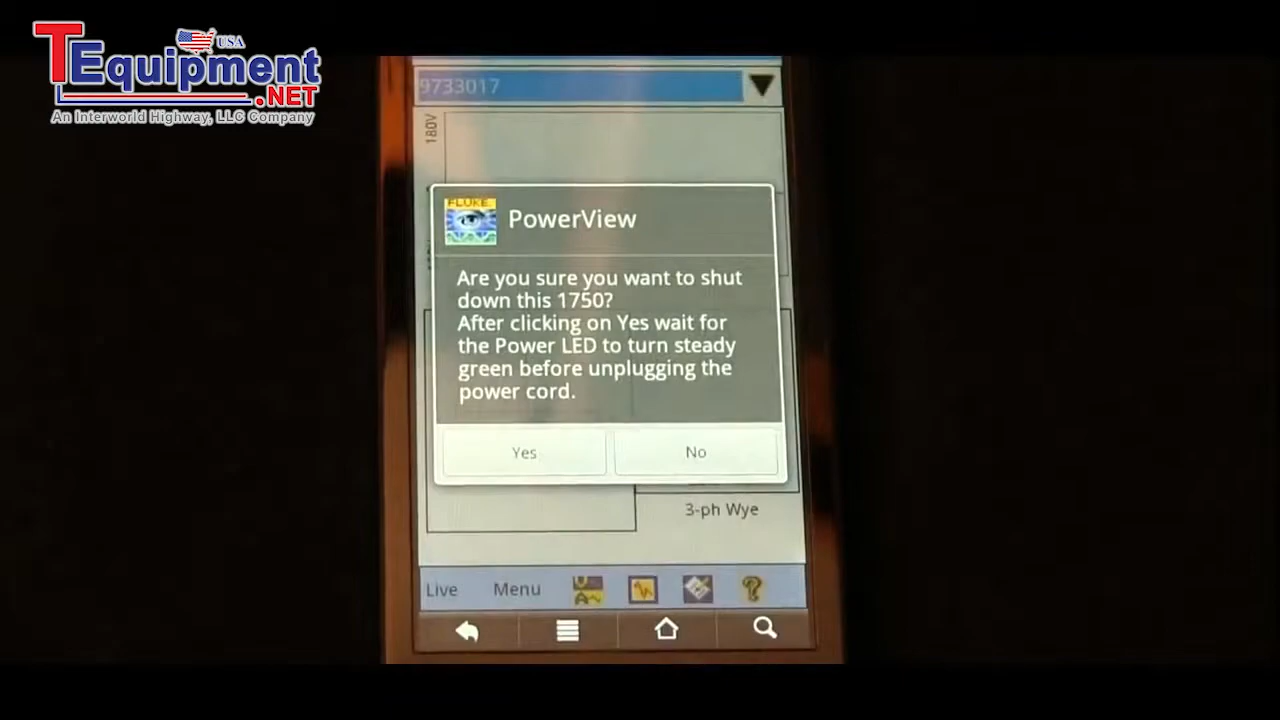 TEquipment
USA
.NET
An Interworld Highway, LLC Company
9733017
180V
FLUKE
PowerView
Are you sure you want to shut
down this 1750?
After clicking on Yes wait for
the Power LED to turn steady
green before unplugging the
power cord.
Yes No
3-ph Wye
Live Menu